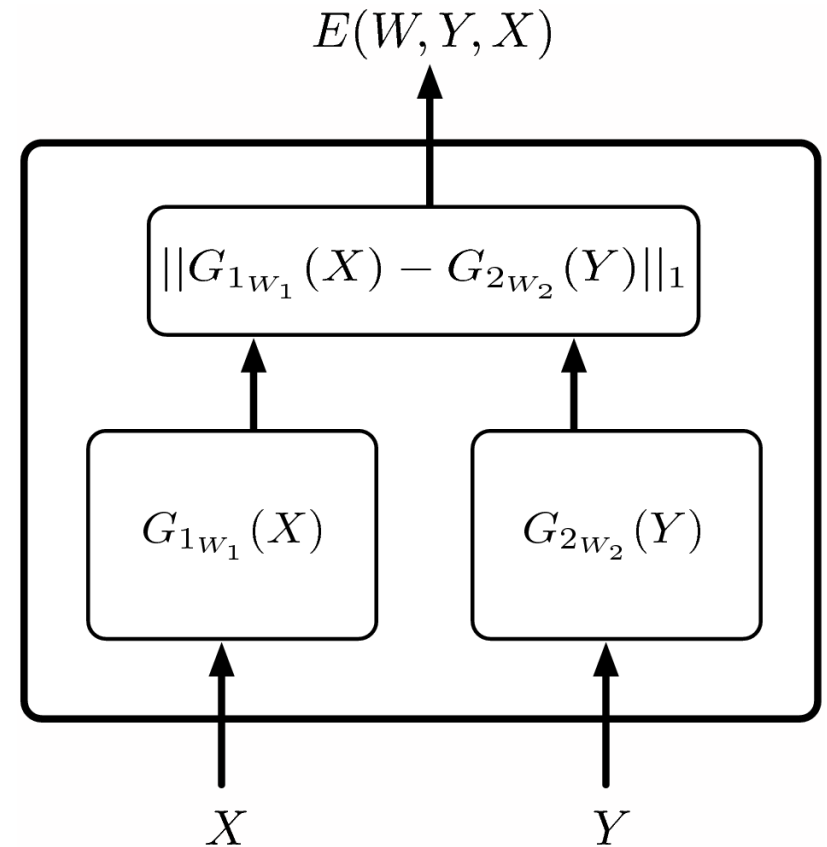 E(W, Y, X)
||G_{1_{W_1}}(X) − G_{2_{W_2}}(Y)||_1
G_{1_{W_1}}(X)
G_{2_{W_2}}(Y)
X
Y